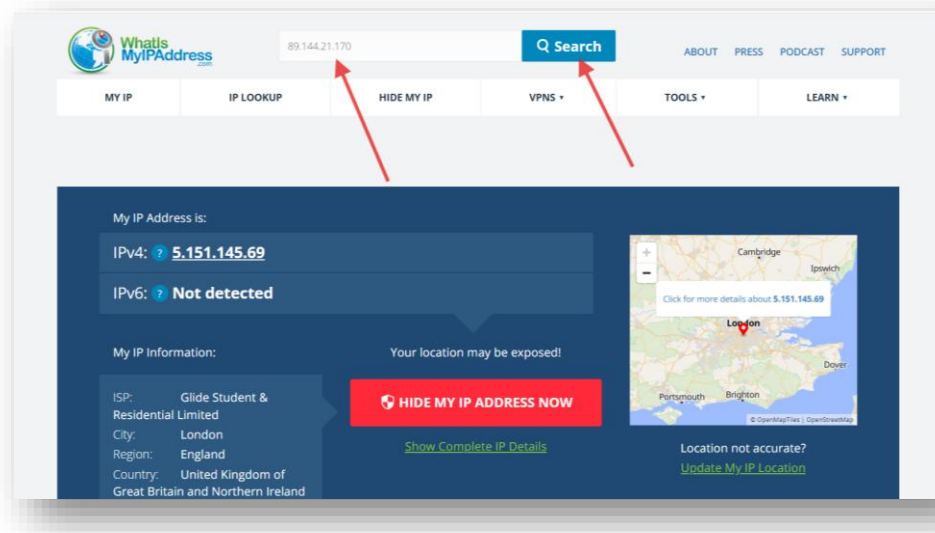 WhatIs
MyIPAddress
.com
89.144.21.170
Search
ABOUT PRESS PODCAST SUPPORT
MY IP IP LOOKUP HIDE MY IP VPNS TOOLS LEARN
My IP Address is:
IPv4: ? 5.151.145.69
IPv6: ? Not detected
My IP Information:
ISP: Glide Student &
Residential Limited
City: London
Region: England
Country: United Kingdom of
Great Britain and Northern Ireland
Your location may be exposed!
HIDE MY IP ADDRESS NOW
Show Complete IP Details
+
−
Cambridge
Ipswich
Click for more details about 5.151.145.69
London
Dover
Portsmouth Brighton
© OpenMapTiles | OpenStreetMap
Location not accurate?
Update My IP Location